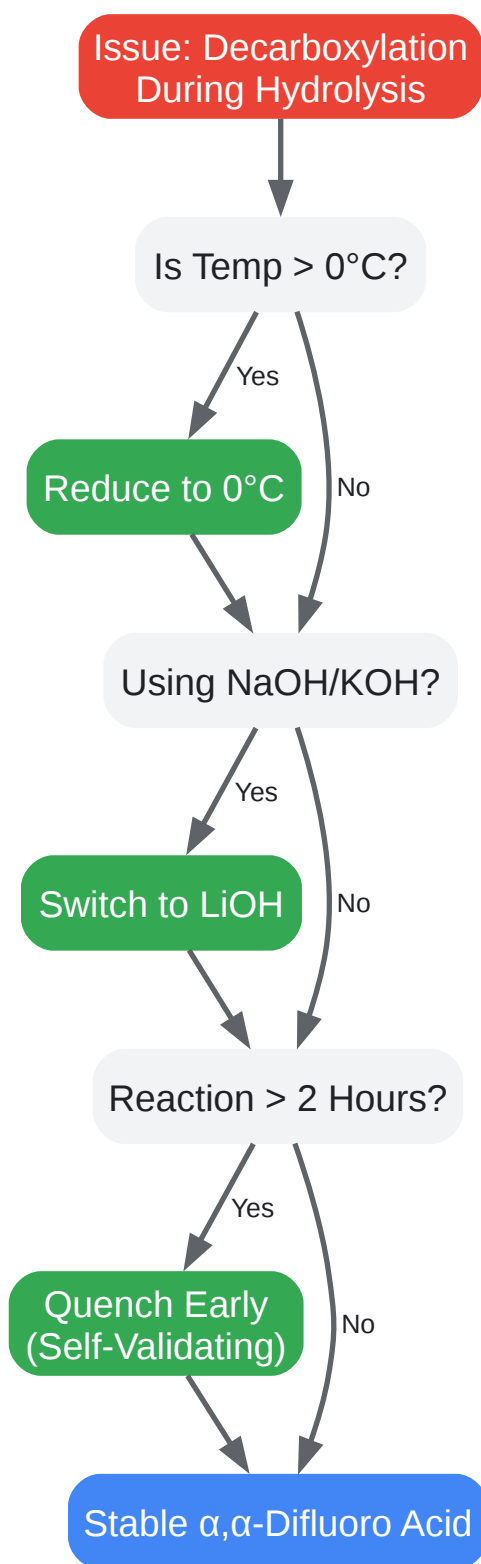 Issue: Decarboxylation
During Hydrolysis
Is Temp > 0°C?
Yes
Reduce to 0°C
No
Using NaOH/KOH?
Yes
Switch to LiOH
No
Reaction > 2 Hours?
Yes
Quench Early
(Self-Validating)
No
Stable α,α-Difluoro Acid